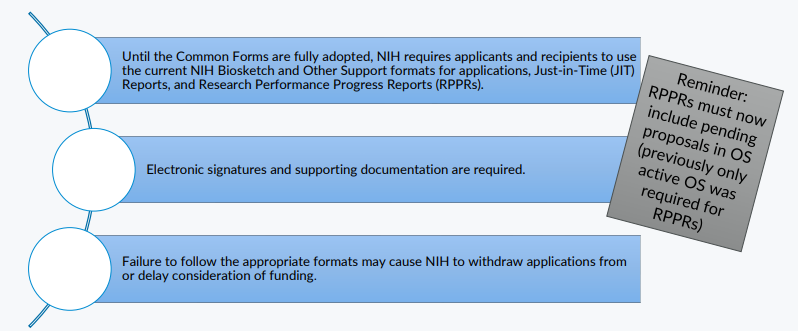 Until the Common Forms are fully adopted, NIH requires applicants and recipients to use
the current NIH Biosketch and Other Support formats for applications, Just-in-Time (JIT)
Reports, and Research Performance Progress Reports (RPPRs).
Electronic signatures and supporting documentation are required.
Failure to follow the appropriate formats may cause NIH to withdraw applications from
or delay consideration of funding.
Reminder:
RPPRs must now
include pending
proposals in OS
(previously only
active OS was
required for
RPPRs)